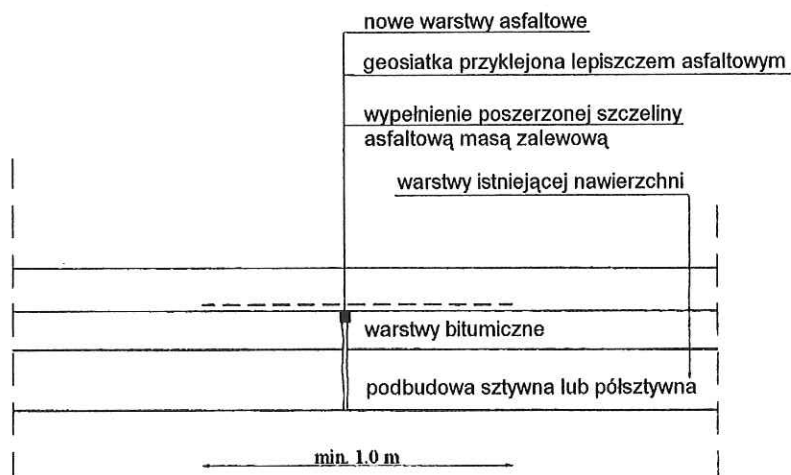 nowe warstwy asfaltowe
geosiatka przyklejona lepiszczem asfaltowym
wypełnienie poszerzonej szczeliny
asfaltową masą zalewową
warstwy istniejącej nawierzchni
warstwy bitumiczne
podbudowa sztywna lub półsztywna
min. 1.0 m